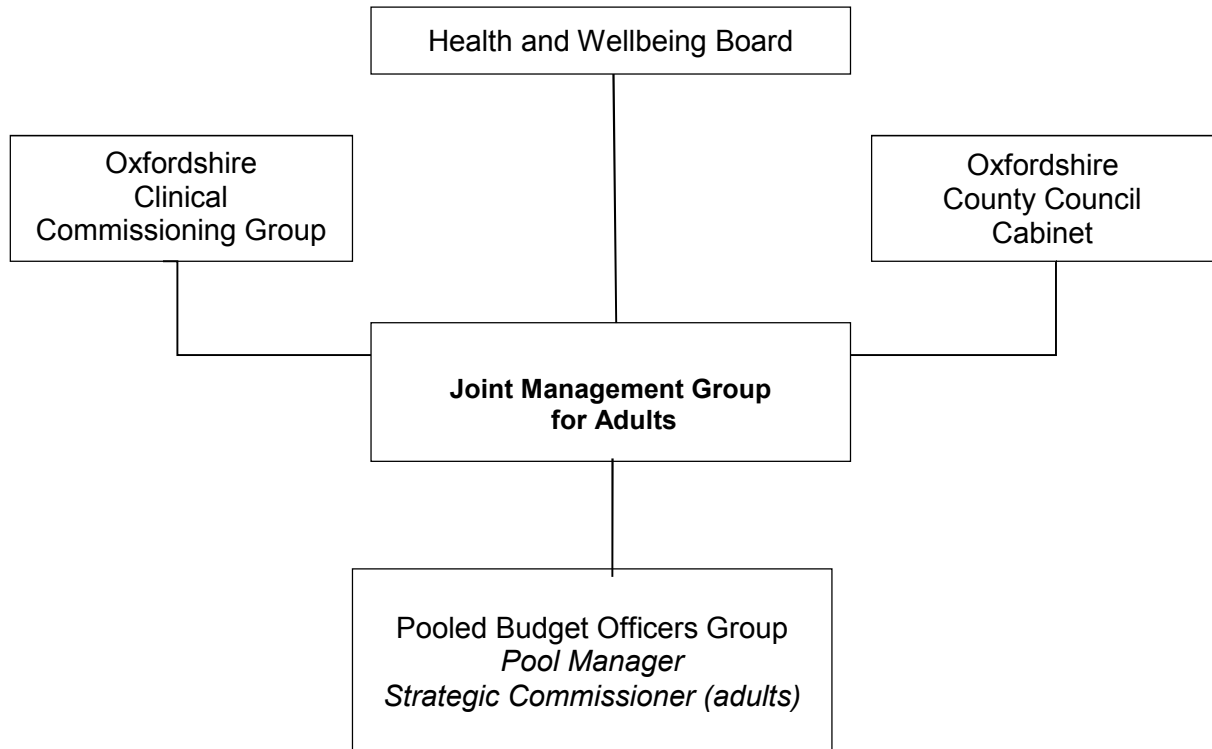 Health and Wellbeing Board
Oxfordshire
Clinical
Commissioning Group
Oxfordshire
County Council
Cabinet
Joint Management Group
for Adults
Pooled Budget Officers Group
Pool Manager
Strategic Commissioner (adults)